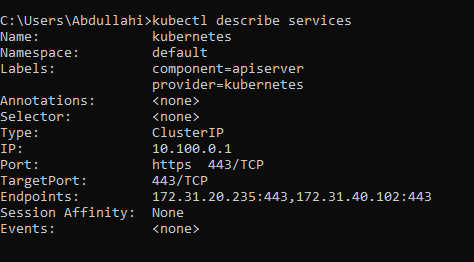 C:\Users\Abdullahi>kubectl describe services
Name:              kubernetes
Namespace:         default
Labels:            component=apiserver
                   provider=kubernetes
Annotations:       <none>
Selector:          <none>
Type:              ClusterIP
IP:                10.100.0.1
Port:              https  443/TCP
TargetPort:        443/TCP
Endpoints:         172.31.20.235:443,172.31.40.102:443
Session Affinity:  None
Events:            <none>